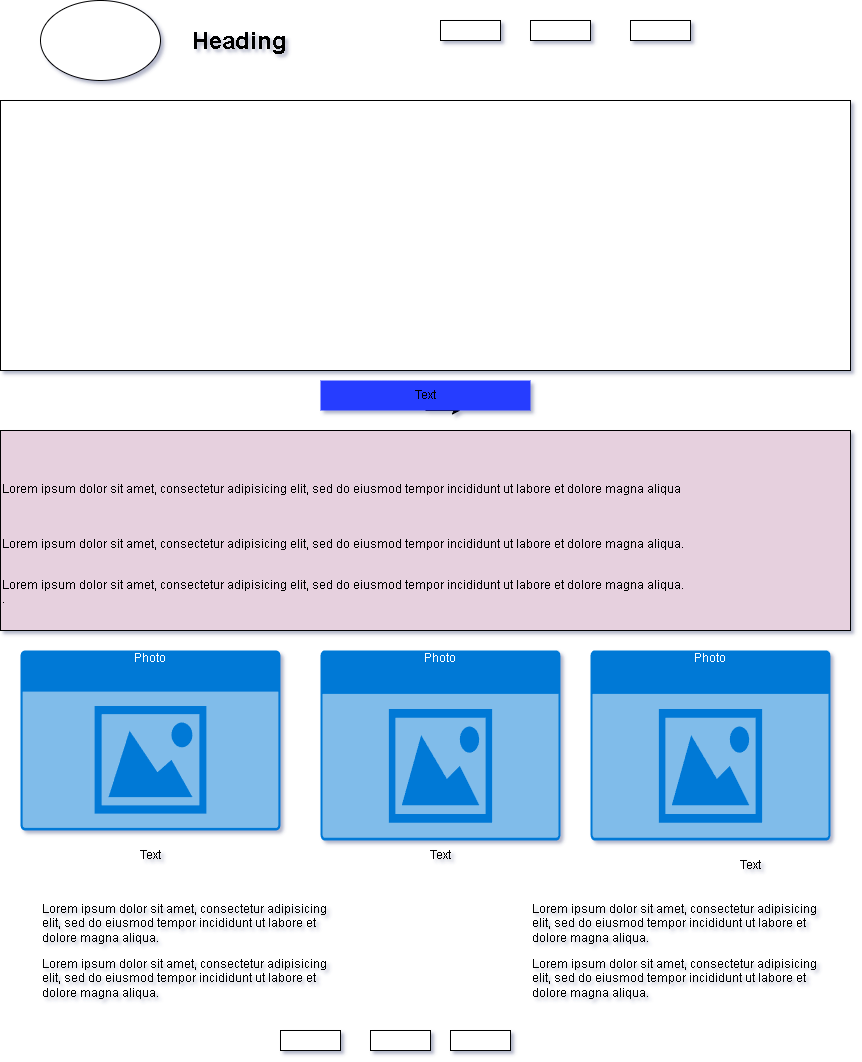 Heading
Text
Lorem ipsum dolor sit amet, consectetur adipisicing elit, sed do eiusmod tempor incididunt ut labore et dolore magna aliqua
Lorem ipsum dolor sit amet, consectetur adipisicing elit, sed do eiusmod tempor incididunt ut labore et dolore magna aliqua.
Lorem ipsum dolor sit amet, consectetur adipisicing elit, sed do eiusmod tempor incididunt ut labore et dolore magna aliqua.
.
Photo
Photo
Photo
Text
Text
Text
Lorem ipsum dolor sit amet, consectetur adipisicing
elit, sed do eiusmod tempor incididunt ut labore et
dolore magna aliqua.
Lorem ipsum dolor sit amet, consectetur adipisicing
elit, sed do eiusmod tempor incididunt ut labore et
dolore magna aliqua.
Lorem ipsum dolor sit amet, consectetur adipisicing
elit, sed do eiusmod tempor incididunt ut labore et
dolore magna aliqua.
Lorem ipsum dolor sit amet, consectetur adipisicing
elit, sed do eiusmod tempor incididunt ut labore et
dolore magna aliqua.